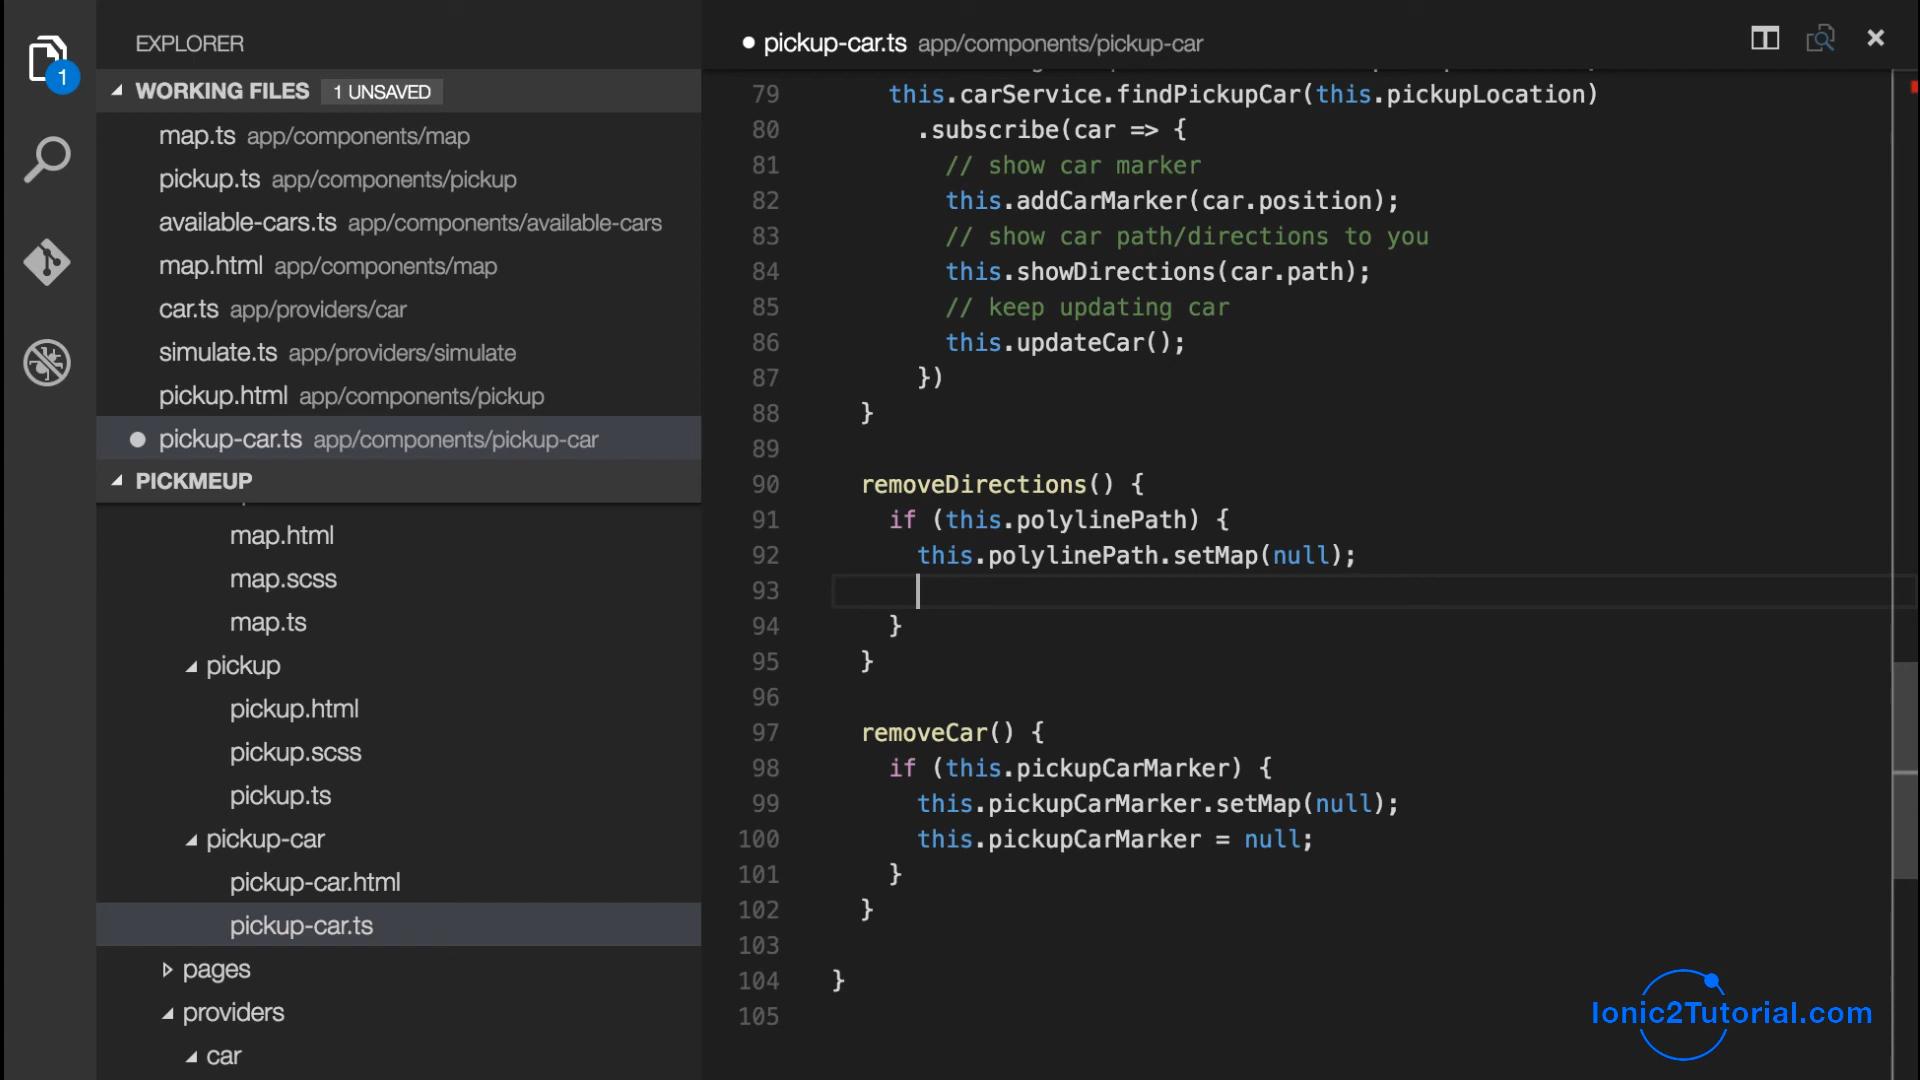 EXPLORER
WORKING FILES 1 UNSAVED
map.ts app/components/map
pickup.ts app/components/pickup
available-cars.ts app/components/available-cars
map.html app/components/map
car.ts app/providers/car
simulate.ts app/providers/simulate
pickup.html app/components/pickup
pickup-car.ts app/components/pickup-car
PICKMEUP
map.html
map.scss
map.ts
pickup
pickup.html
pickup.scss
pickup.ts
pickup-car
pickup-car.html
pickup-car.ts
pages
providers
car
1
pickup-car.ts app/components/pickup-car
79 this.carService.findPickupCar(this.pickupLocation)
80 .subscribe(car => {
81 // show car marker
82 this.addCarMarker(car.position);
83 // show car path/directions to you
84 this.showDirections(car.path);
85 // keep updating car
86 this.updateCar();
87 })
88 }
89
90 removeDirections() {
91 if (this.polylinePath) {
92 this.polylinePath.setMap(null);
93
94 }
95 }
96
97 removeCar() {
98 if (this.pickupCarMarker) {
99 this.pickupCarMarker.setMap(null);
100 this.pickupCarMarker = null;
101 }
102 }
103
104 }
105
Ionic2Tutorial.com